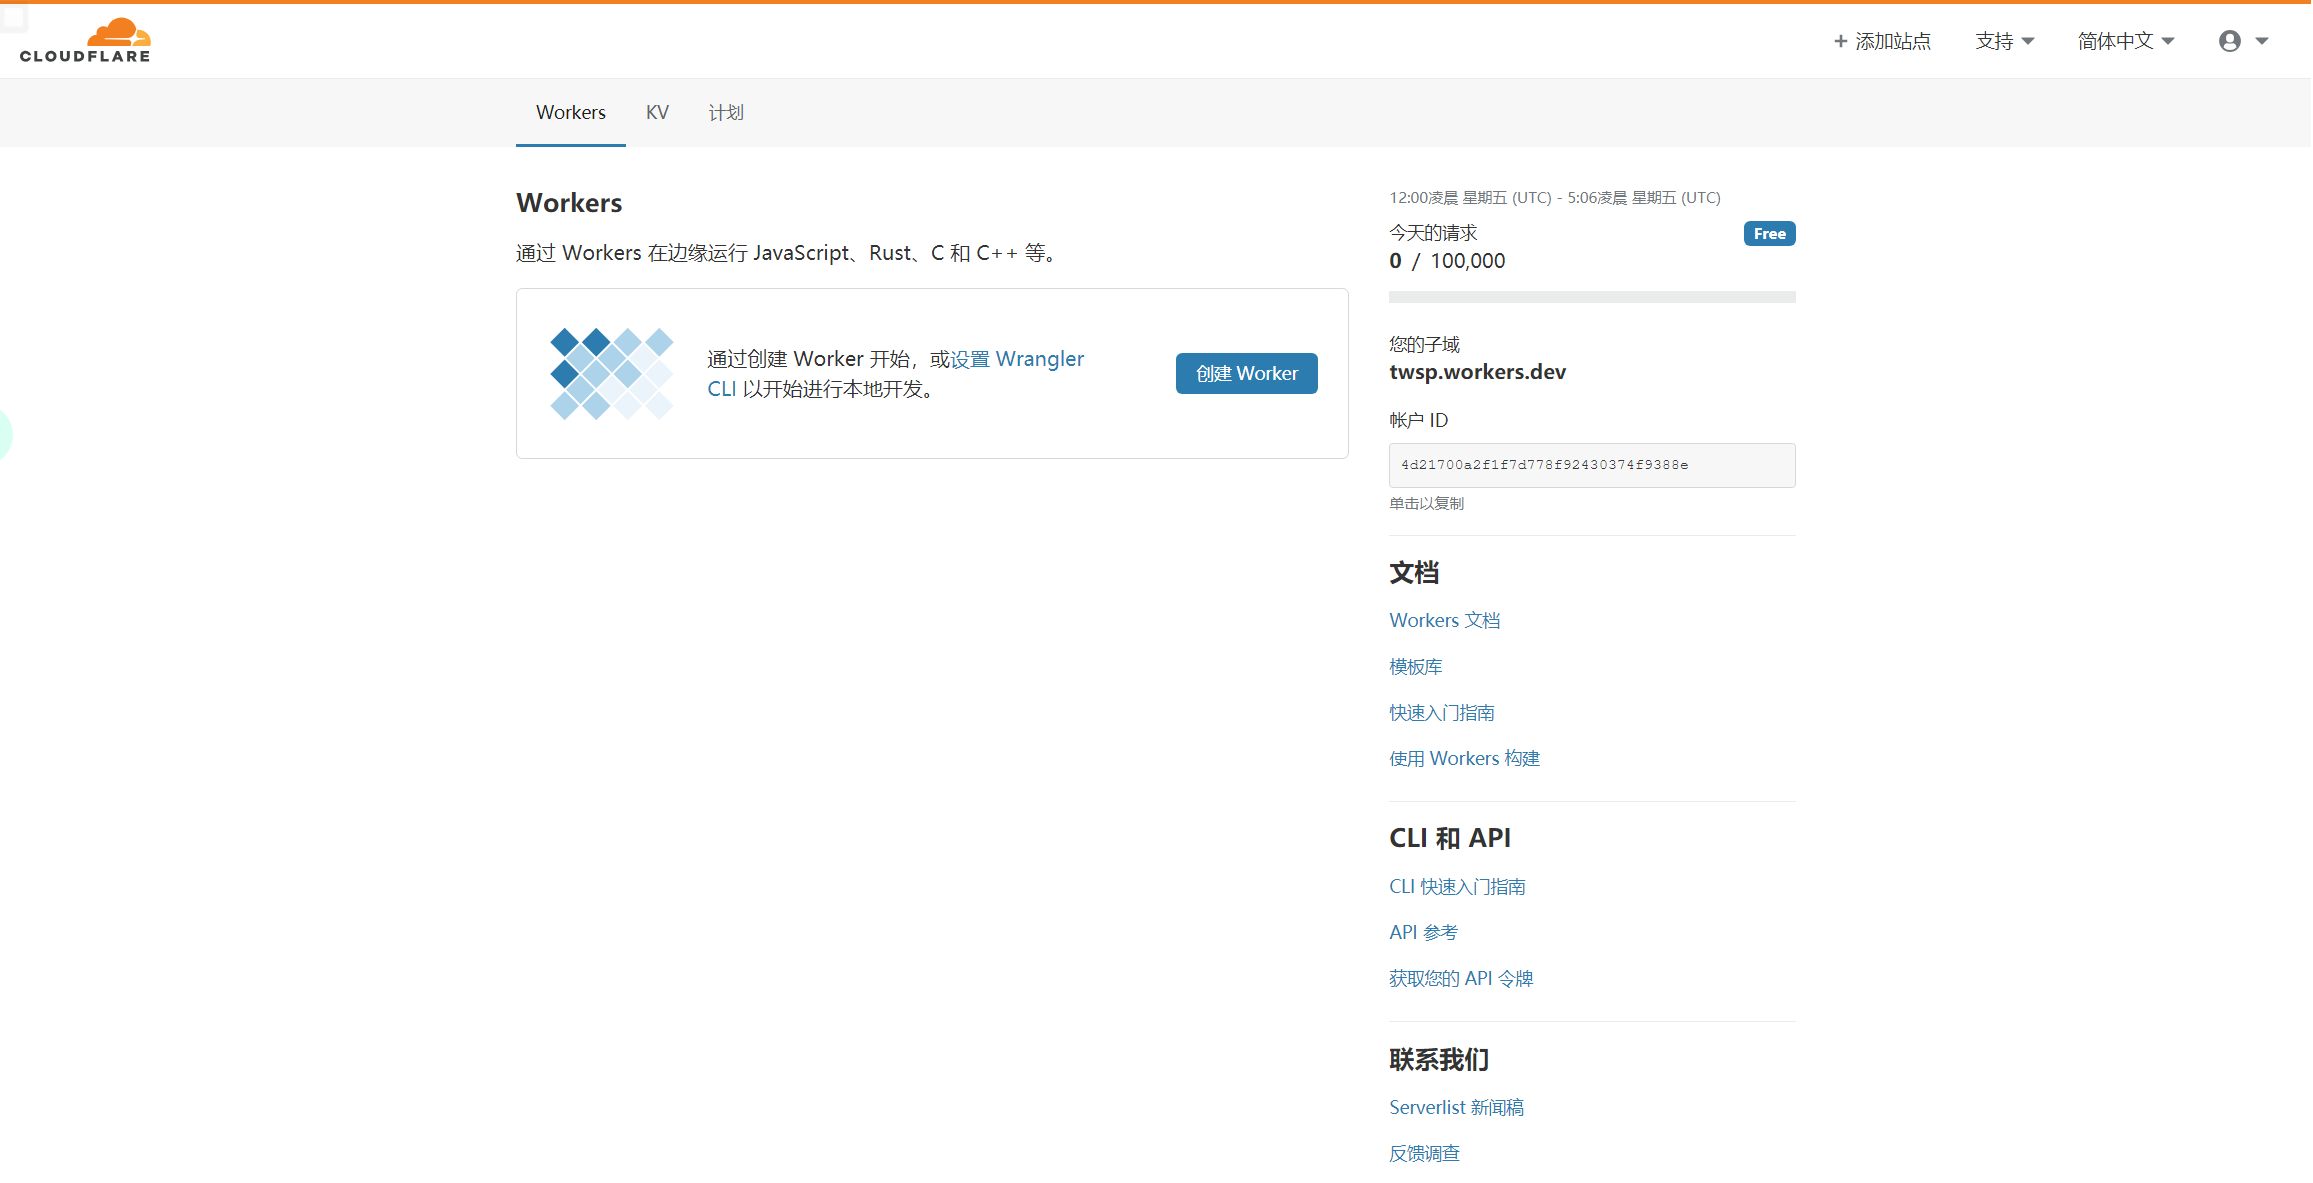 CLOUDFLARE
+ 添加站点
支持
简体中文
Workers
KV
计划
Workers
通过 Workers 在边缘运行 JavaScript、Rust、C 和 C++ 等。
通过创建 Worker 开始，或设置 Wrangler
CLI 以开始进行本地开发。
创建 Worker
12:00凌晨 星期五 (UTC) - 5:06凌晨 星期五 (UTC)
今天的请求
Free
0 / 100,000
您的子域
twsp.workers.dev
帐户 ID
4d21700a2f1f7d778f92430374f9388e
单击以复制
文档
Workers 文档
模板库
快速入门指南
使用 Workers 构建
CLI 和 API
CLI 快速入门指南
API 参考
获取您的 API 令牌
联系我们
Serverlist 新闻稿
反馈调查